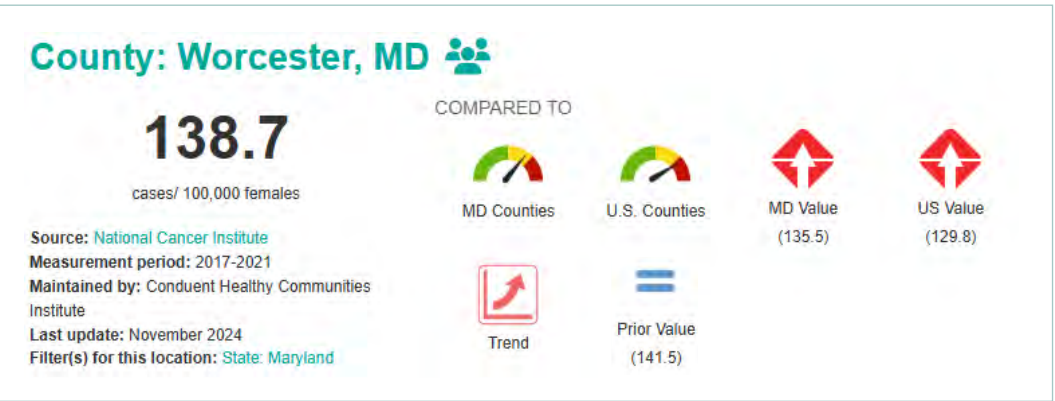 County: Worcester, MD
138.7
cases/ 100,000 females
Source: National Cancer Institute
Measurement period: 2017-2021
Maintained by: Conduent Healthy Communities
Institute
Last update: November 2024
Filter(s) for this location: State: Maryland
COMPARED TO
MD Counties
U.S. Counties
MD Value
(135.5)
US Value
(129.8)
Trend
Prior Value
(141.5)